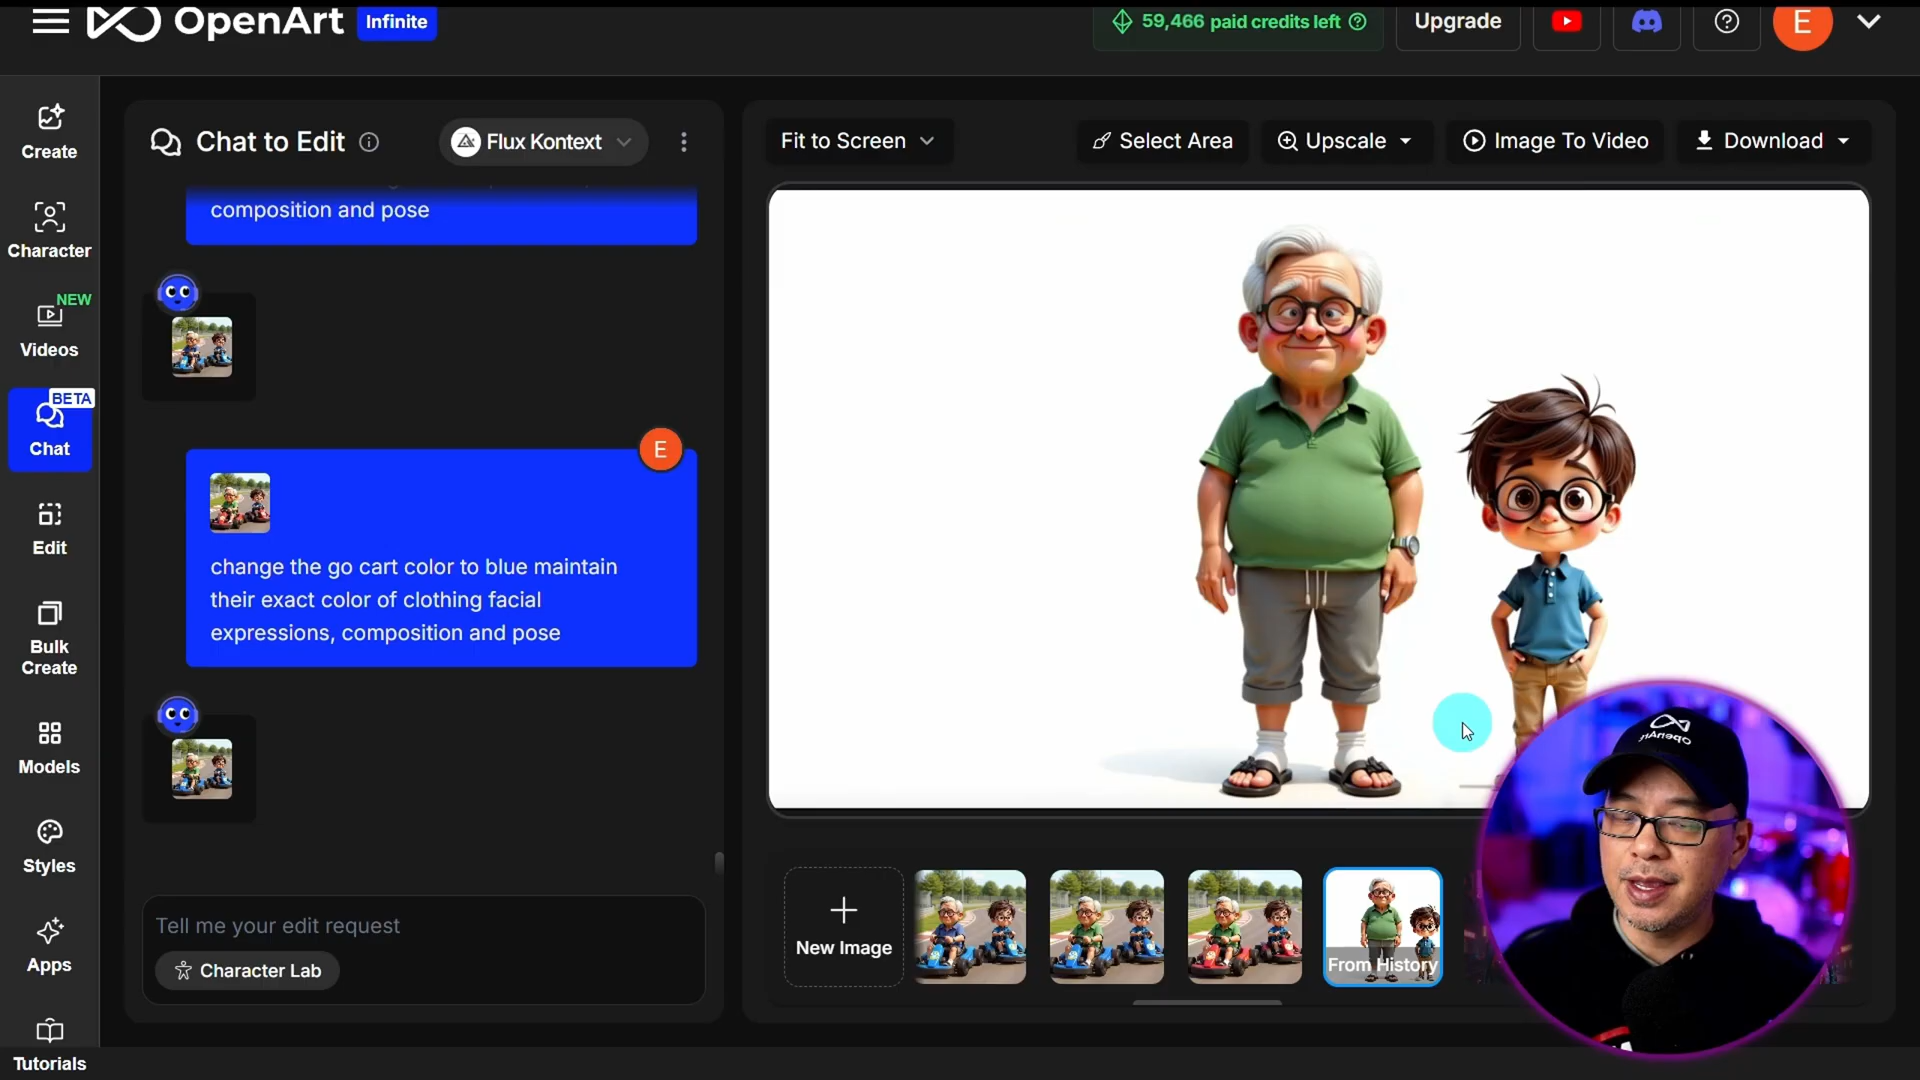 OpenArt
Infinite
59,466 paid credits left
Upgrade
E
Create
Character
NEW
Videos
BETA
Chat
Edit
Bulk
Create
Models
Styles
Apps
Tutorials
Chat to Edit
Flux Kontext
composition and pose
E
change the go cart color to blue maintain
their exact color of clothing facial
expressions, composition and pose
Tell me your edit request
Character Lab
Fit to Screen
Select Area
Upscale
Image To Video
Download
New Image
From History
OpenArt